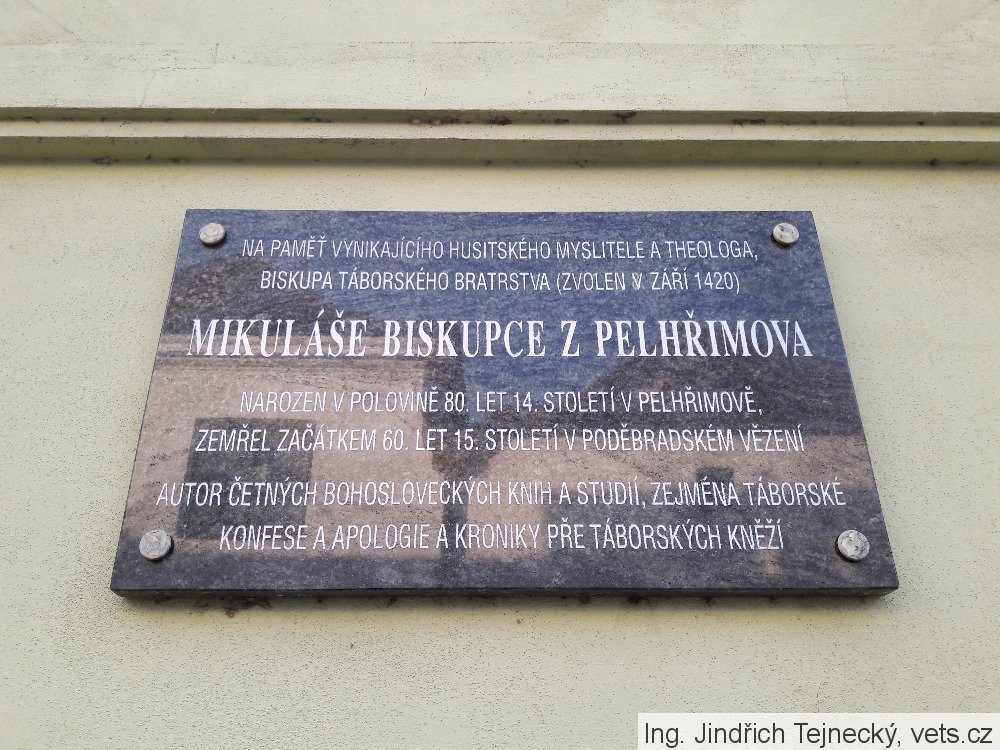 NA PAMĚŤ VYNIKAJÍCÍHO HUSITSKÉHO MYSLITELE A THEOLOGA,
BISKUPA TÁBORSKÉHO BRATRSTVA (ZVOLEN V ZÁŘÍ 1420)
MIKULÁŠE BISKUPCE Z PELHŘIMOVA
NAROZEN V POLOVINĚ 80. LET 14. STOLETÍ V PELHŘIMOVĚ,
ZEMŘEL ZAČÁTKEM 60. LET 15. STOLETÍ V PODĚBRADSKÉM VĚZENÍ
AUTOR ČETNÝCH BOHOSLOVECKÝCH KNIH A STUDIÍ, ZEJMÉNA TÁBORSKÉ
KONFESE A APOLOGIE A KRONIKY PŘE TÁBORSKÝCH KNĚŽÍ
Ing. Jindřich Tejnecký, vets.cz